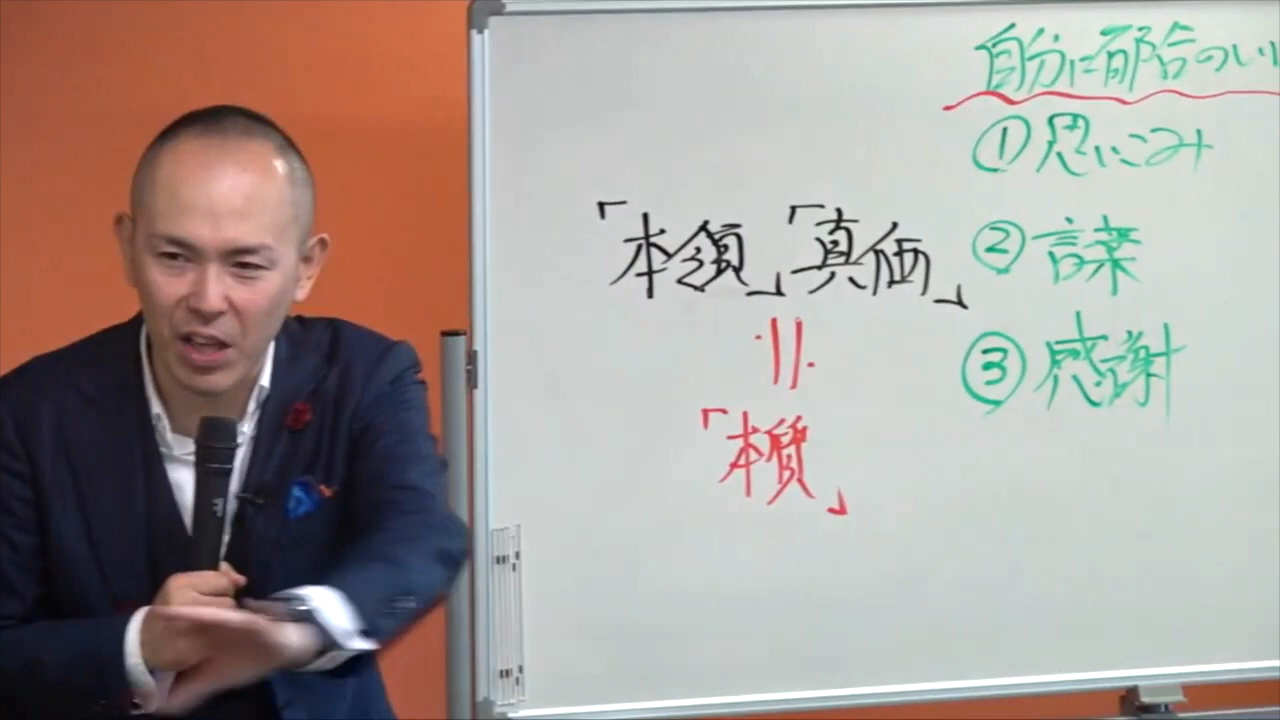 自分に都合のいい
①思いこみ
②言葉
③感謝
「本領」「真価」
=
「本質」